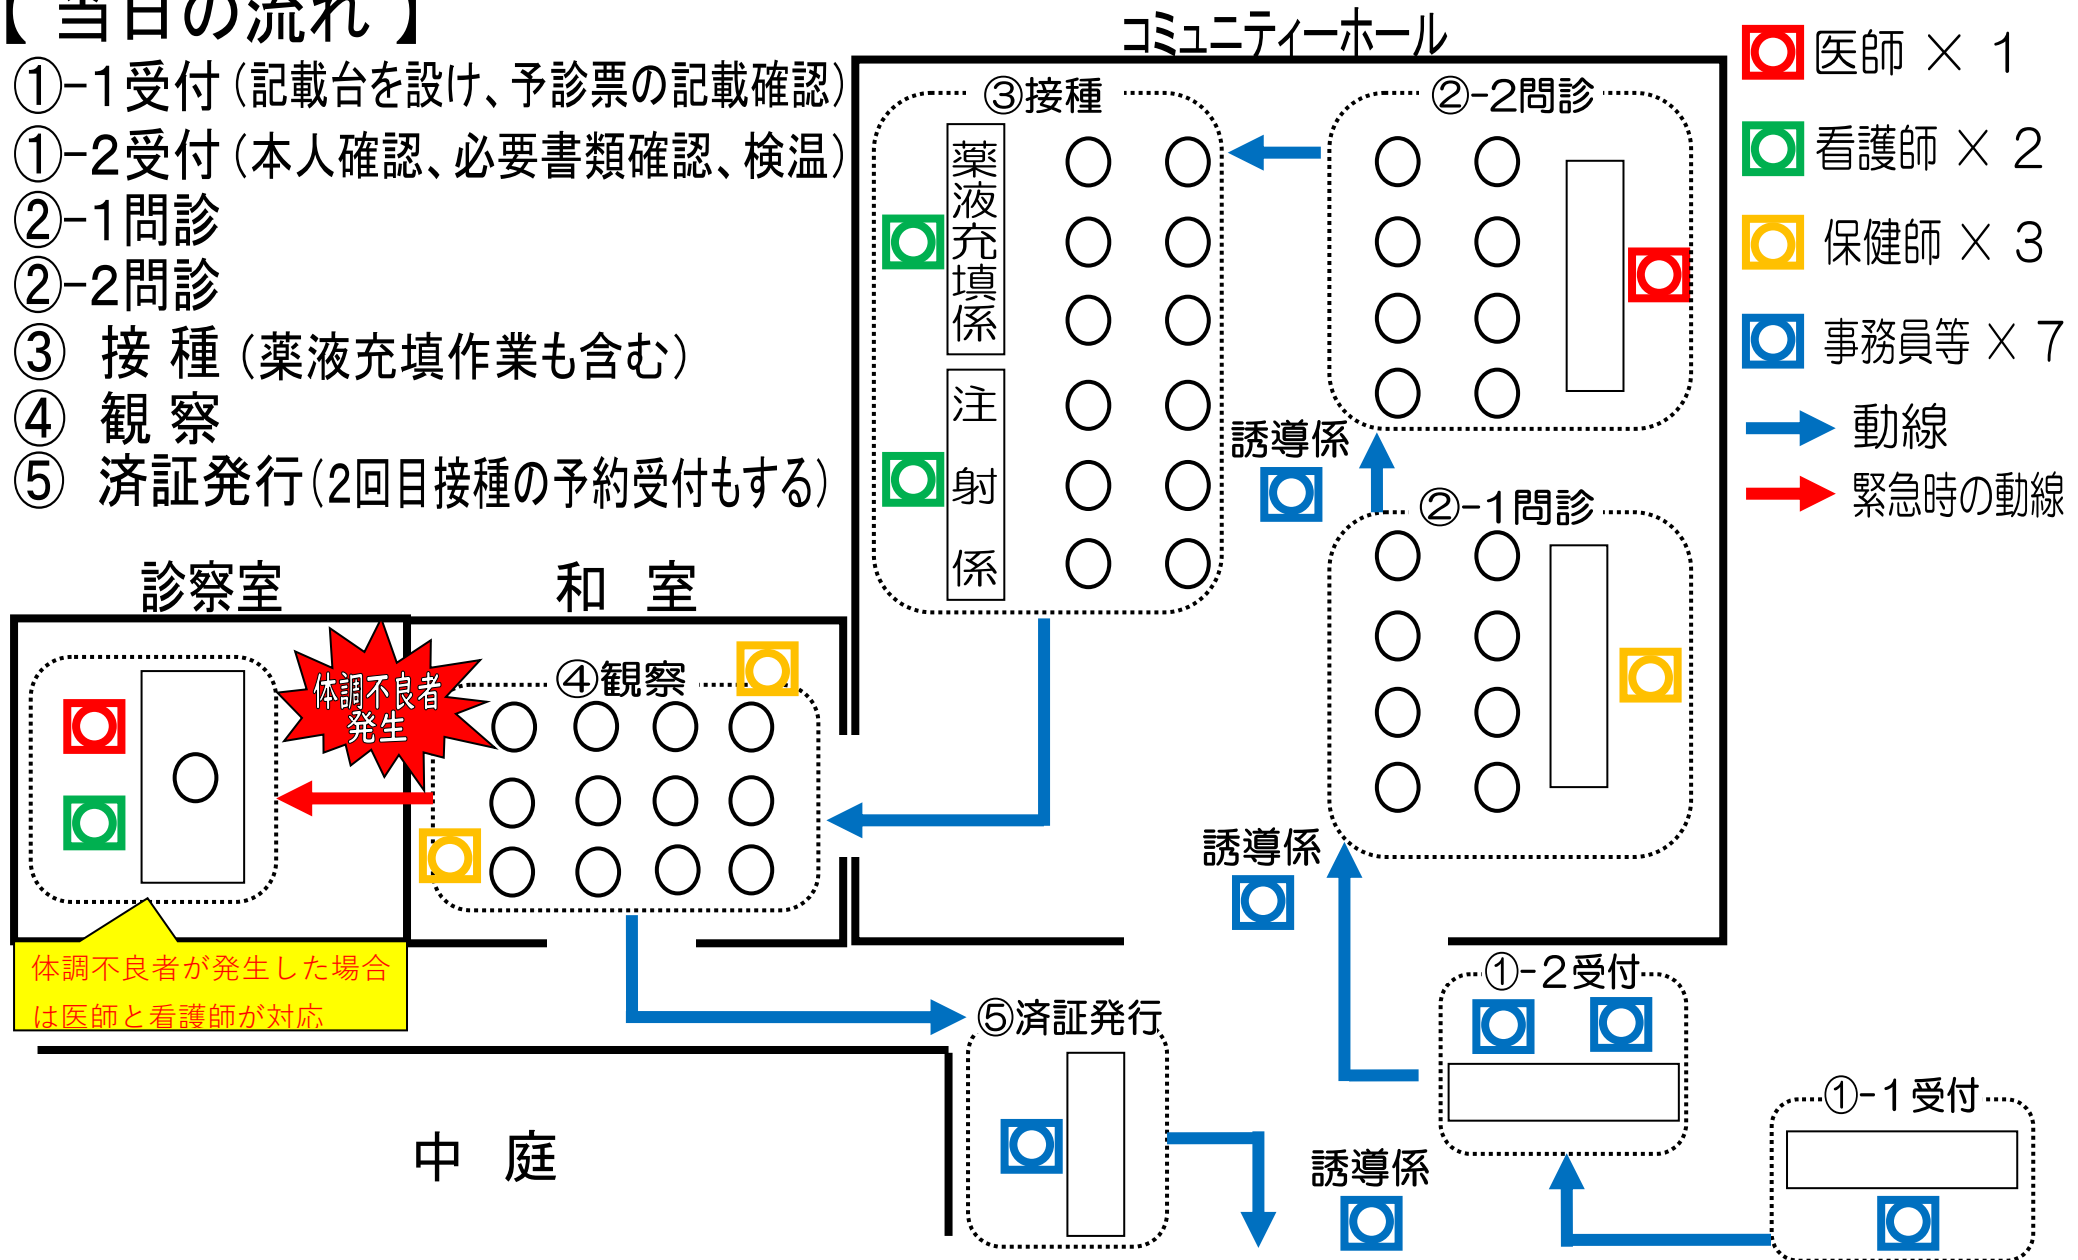 【 当日の流れ 】
①-1受付(記載台を設け、予診票の記載確認)
①-2受付(本人確認、必要書類確認、検温)
②-1問診
②-2問診
③ 接 種 (薬液充填作業も含む)
④ 観 察
⑤ 済証発行(2回目接種の予約受付もする)
コミュニティーホール
③接種
薬液充填係
注射係
②-2問診
誘導係
②-1問診
誘導係
医師 × 1
看護師 × 2
保健師 × 3
事務員等 × 7
動線
緊急時の動線
診察室
和 室
体調不良者
発生
④観察
体調不良者が発生した場合
は医師と看護師が対応
⑤済証発行
①-2受付
①-1受付
誘導係
中 庭